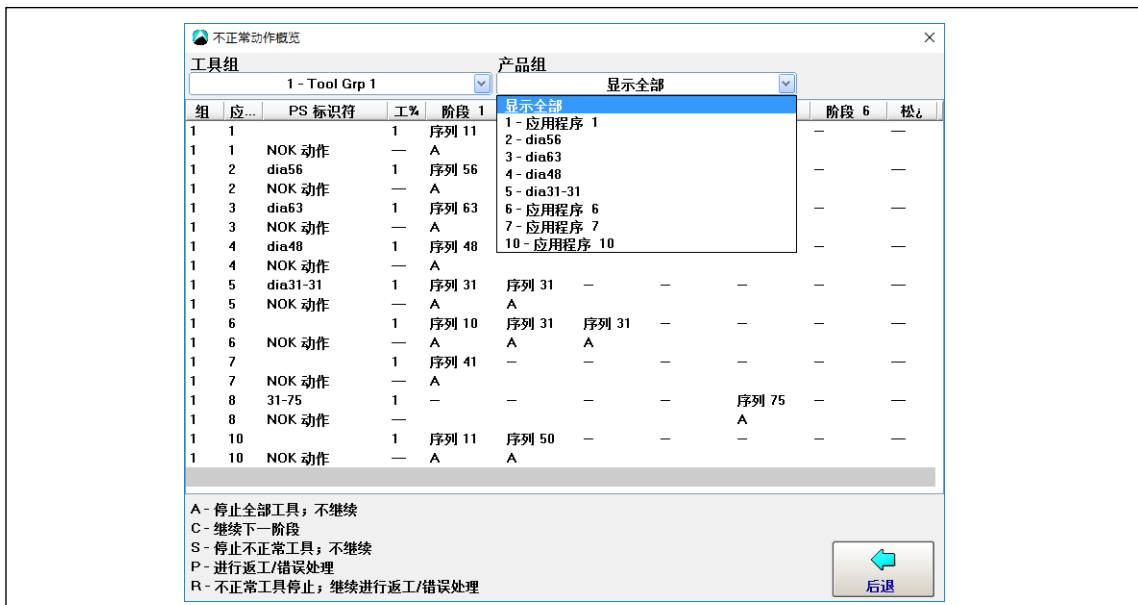 不正常动作概览
工具组 产品组
1 - Tool Grp 1 显示全部
组 应... PS 标识符 工% 阶段 1 阶段 6 松¿
显示全部
1 - 应用程序 1
2 - dia56
3 - dia63
4 - dia48
5 - dia31-31
6 - 应用程序 6
7 - 应用程序 7
10 - 应用程序 10
1 1 1 序列 11 — —
1 1 NOK 动作 — A
1 2 dia56 1 序列 56 — —
1 2 NOK 动作 — A
1 3 dia63 1 序列 63 — —
1 3 NOK 动作 — A
1 4 dia48 1 序列 48 — —
1 4 NOK 动作 — A
1 5 dia31-31 1 序列 31 序列 31 — — — — —
1 5 NOK 动作 — A A
1 6 1 序列 10 序列 31 序列 31 — — — —
1 6 NOK 动作 — A A A
1 7 1 序列 41 — — — — — —
1 7 NOK 动作 — A
1 8 31-75 1 — — — — 序列 75 — —
1 8 NOK 动作 — A
1 10 1 序列 11 序列 50 — — — — —
1 10 NOK 动作 — A A
A - 停止全部工具；不继续
C - 继续下一阶段
S - 停止不正常工具；不继续
P - 进行返工/错误处理
R - 不正常工具停止；继续进行返工/错误处理
后退